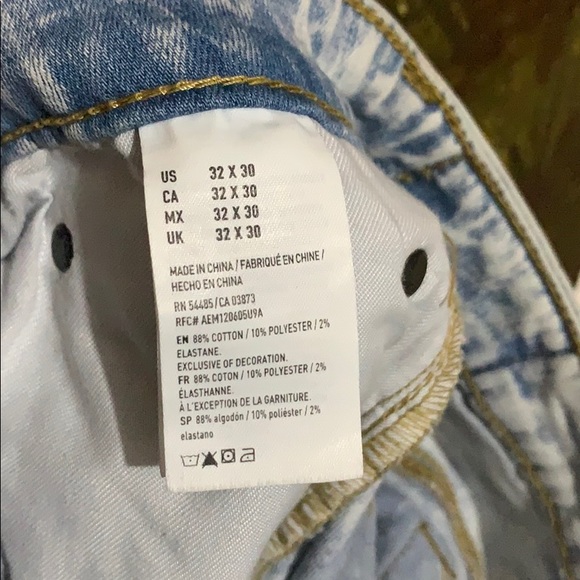 US 32 X 30
CA 32 X 30
MX 32 X 30
UK 32 X 30
MADE IN CHINA / FABRIQUÉ EN CHINE /
HECHO EN CHINA
RN 54485/CA 03873
RFC# AEM120605U9A
EN 88% COTTON / 10% POLYESTER / 2%
ELASTANE.
EXCLUSIVE OF DECORATION.
FR 88% COTON / 10% POLYESTER / 2%
ÉLASTHANNE.
À L'EXCEPTION DE LA GARNITURE.
SP 88% algodón / 10% poliéster / 2%
elastano